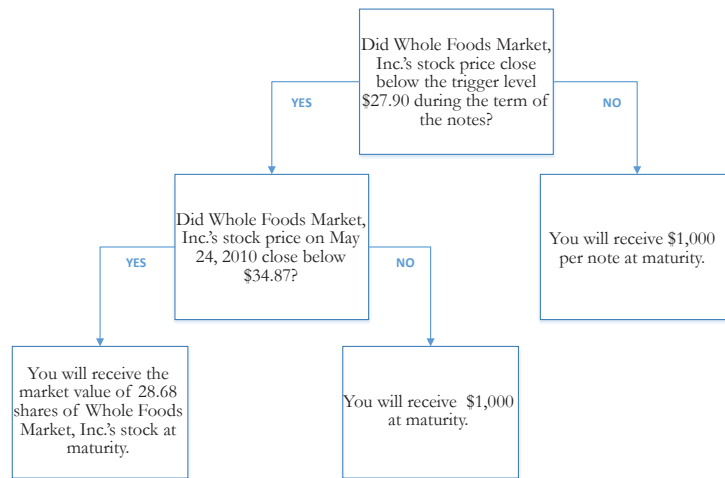 Did Whole Foods Market,
Inc.'s stock price close
below the trigger level
$27.90 during the term of
the notes?
YES
NO
Did Whole Foods Market,
Inc.'s stock price on May
24, 2010 close below
$34.87?
You will receive $1,000
per note at maturity.
YES
NO
You will receive the
market value of 28.68
shares of Whole Foods
Market, Inc.'s stock at
maturity.
You will receive $1,000
at maturity.